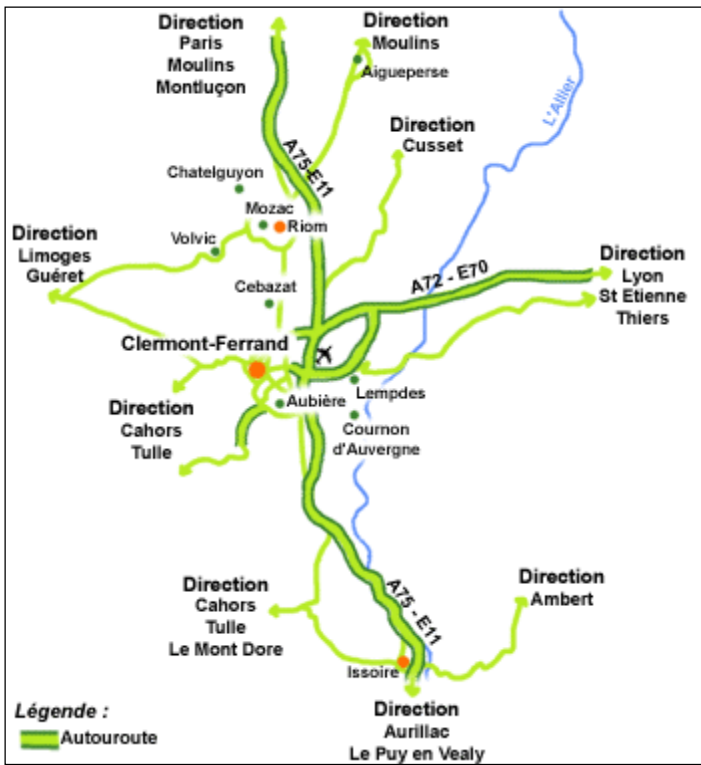 Direction
Paris
Moulins
Montluçon
Direction
Moulins
Aigueperse
L'Allier
Direction
Cusset
A75-E11
Chatelguyon
Mozac
Riom
Volvic
Direction
Limoges
Guéret
Cebazat
A72 - E70
Direction
Lyon
St Etienne
Thiers
Clermont-Ferrand
Lempdes
Aubière
Cournon
d'Auvergne
Direction
Cahors
Tulle
Direction
Cahors
Tulle
Le Mont Dore
A75 - E11
Direction
Ambert
Issoire
Direction
Aurillac
Le Puy en Vealy
Légende :
Autouroute